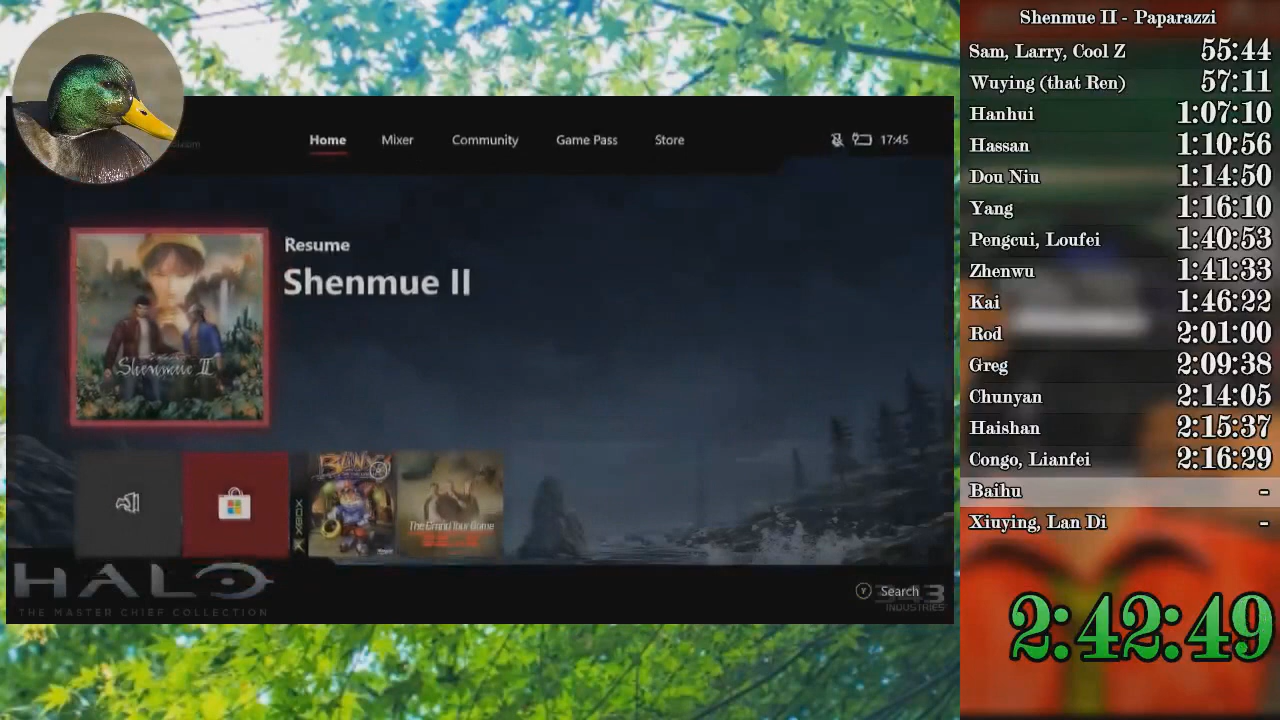 Home Mixer Community Game Pass Store 17:45
Resume
Shenmue II
Shenmue II
XBOX
BLiNX
The Grand Tour Game
HALO
THE MASTER CHIEF COLLECTION
Y Search
343
INDUSTRIES
Shenmue II - Paparazzi
Sam, Larry, Cool Z 55:44
Wuying (that Ren) 57:11
Hanhui 1:07:10
Hassan 1:10:56
Dou Niu 1:14:50
Yang 1:16:10
Pengcui, Loufei 1:40:53
Zhenwu 1:41:33
Kai 1:46:22
Rod 2:01:00
Greg 2:09:38
Chunyan 2:14:05
Haishan 2:15:37
Congo, Lianfei 2:16:29
Baihu -
Xiuying, Lan Di -
2:42:49